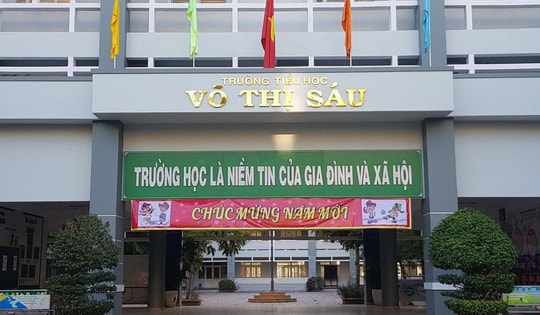 TRƯỜNG TIỂU HỌC
VÕ THỊ SÁU
TRƯỜNG HỌC LÀ NIỀM TIN CỦA GIA ĐÌNH VÀ XÃ HỘI
CHÚC MỪNG NĂM MỚI